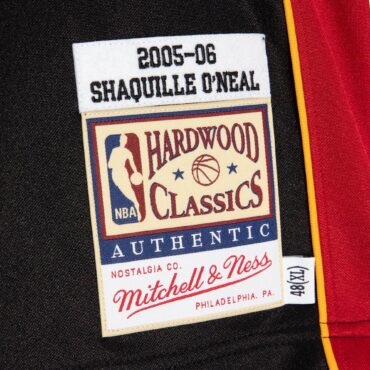 2005-06
SHAQUILLE O'NEAL
HARDWOOD
NBA
CLASSICS
AUTHENTIC
NOSTALGIA CO.
Mitchell & Ness
PHILADELPHIA, PA.
48(XL)